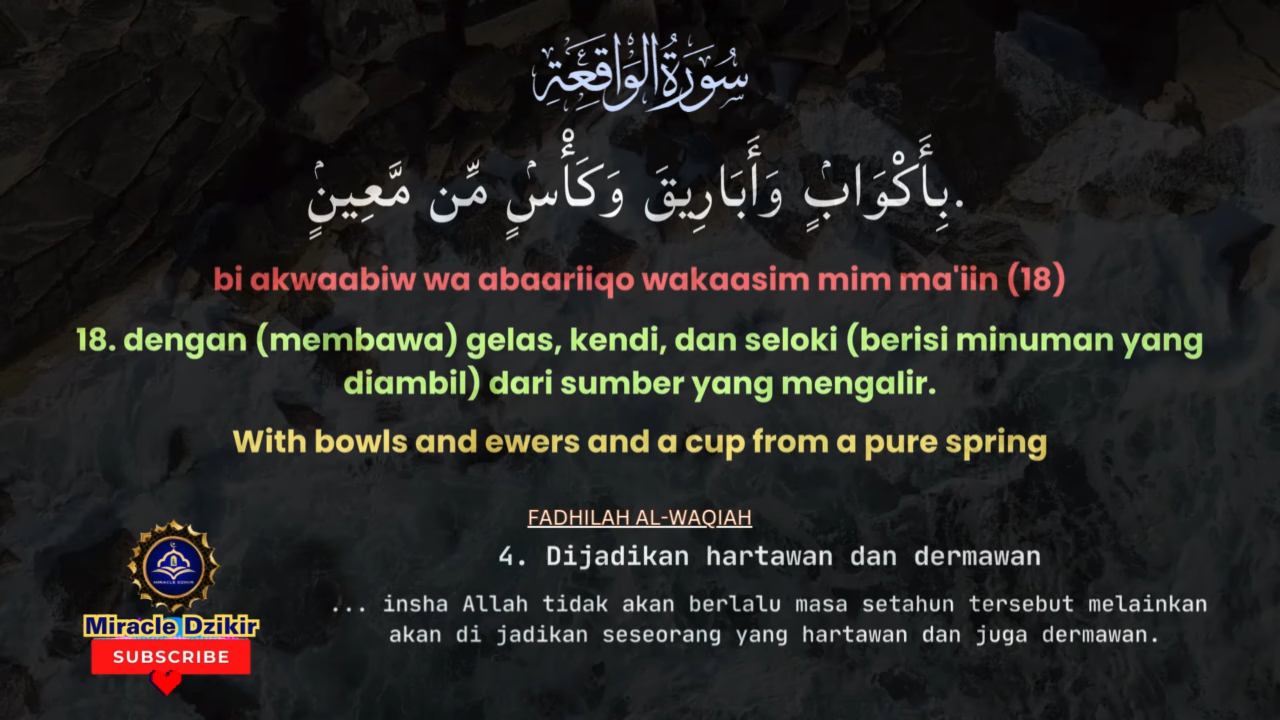 سُورَةُ الْوَاقِعَةِ
بِأَكْوَابٍۢ وَأَبَارِيقَ وَكَأْسٍۢ مِّن مَّعِينٍۢ.
bi akwaabiw wa abaariiqo wakaasim mim ma'iin (18)
18. dengan (membawa) gelas, kendi, dan seloki (berisi minuman yang
diambil) dari sumber yang mengalir.
With bowls and ewers and a cup from a pure spring
FADHILAH AL-WAQIAH
4. Dijadikan hartawan dan dermawan
... insha Allah tidak akan berlalu masa setahun tersebut melainkan
akan di jadikan seseorang yang hartawan dan juga dermawan.
MIRACLE DZIKIR
Miracle Dzikir
SUBSCRIBE